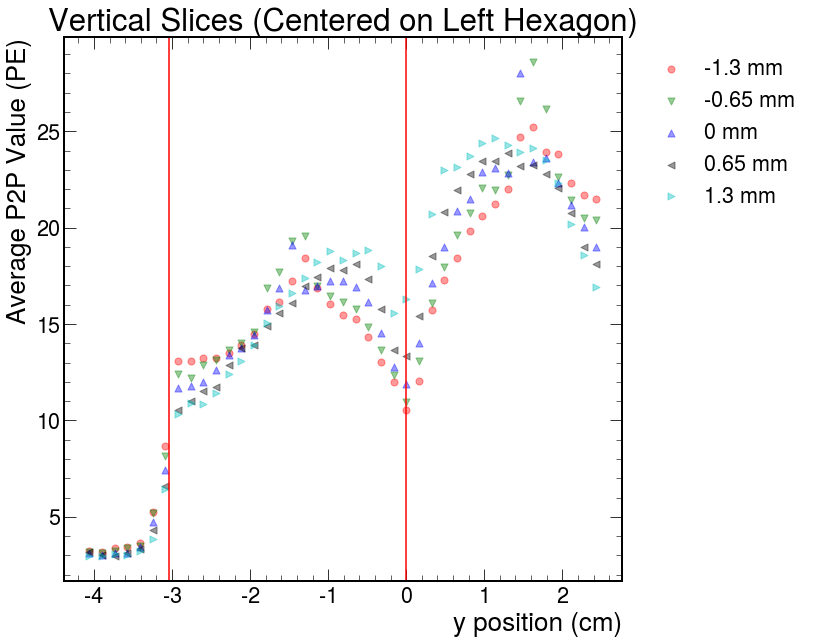 Vertical Slices (Centered on Left Hexagon)
Average P2P Value (PE)
25
20
15
10
5
-4 -3 -2 -1 0 1 2
y position (cm)
-1.3 mm
-0.65 mm
0 mm
0.65 mm
1.3 mm